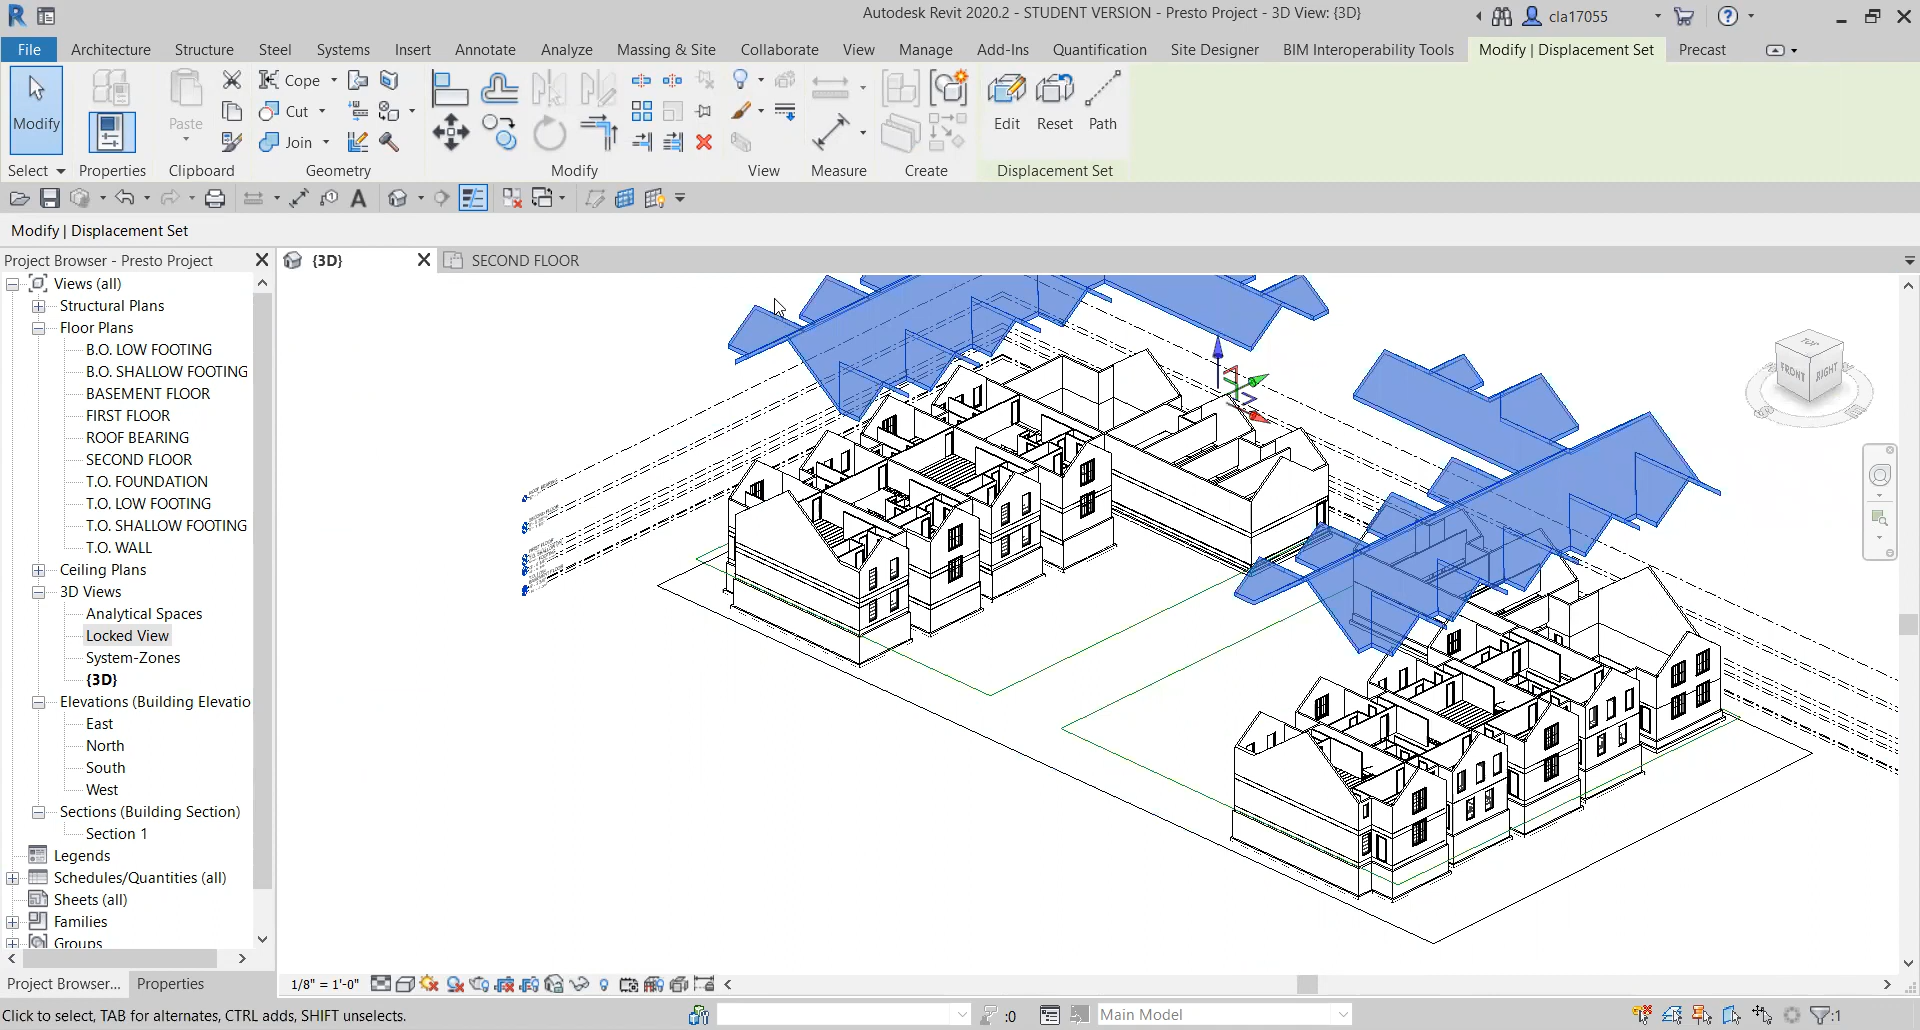 Autodesk Revit 2020.2 - STUDENT VERSION - Presto Project - 3D View: {3D}
cla17055
File
Architecture
Structure
Steel
Systems
Insert
Annotate
Analyze
Massing & Site
Collaborate
View
Manage
Add-Ins
Quantification
Site Designer
BIM Interoperability Tools
Modify | Displacement Set
Precast
Modify
Paste
Cope
Cut
Join
Edit
Reset
Path
Select
Properties
Clipboard
Geometry
Modify
View
Measure
Create
Displacement Set
Modify | Displacement Set
Project Browser - Presto Project
{3D}
SECOND FLOOR
Views (all)
Structural Plans
Floor Plans
B.O. LOW FOOTING
B.O. SHALLOW FOOTING
BASEMENT FLOOR
FIRST FLOOR
ROOF BEARING
SECOND FLOOR
T.O. FOUNDATION
T.O. LOW FOOTING
T.O. SHALLOW FOOTING
T.O. WALL
Ceiling Plans
3D Views
Analytical Spaces
Locked View
System-Zones
{3D}
Elevations (Building Elevatio
East
North
South
West
Sections (Building Section)
Section 1
Legends
Schedules/Quantities (all)
Sheets (all)
Families
Groups
TOP
FRONT
RIGHT
Project Browser...
Properties
1/8" = 1'-0"
Click to select, TAB for alternates, CTRL adds, SHIFT unselects.
:0
Main Model
:1